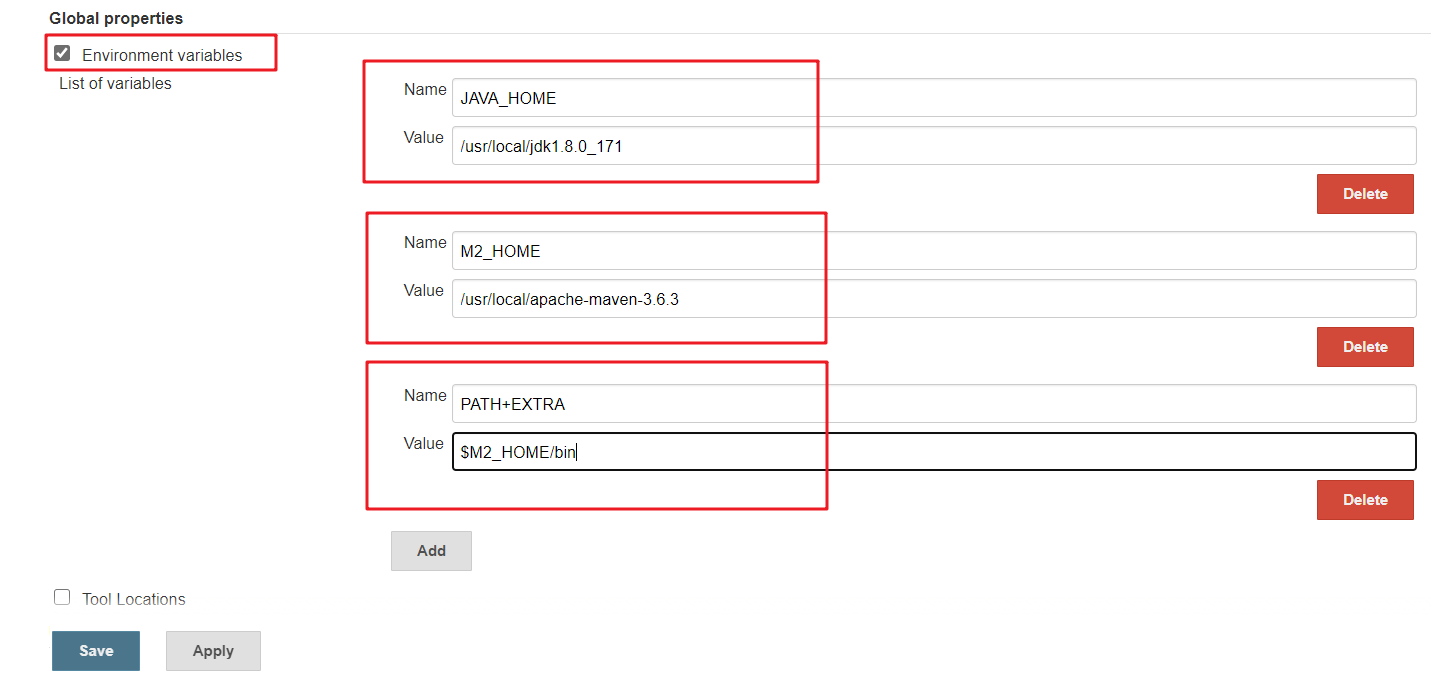 Global properties
Environment variables
List of variables
Name JAVA_HOME
Value /usr/local/jdk1.8.0_171
Delete
Name M2_HOME
Value /usr/local/apache-maven-3.6.3
Delete
Name PATH+EXTRA
Value $M2_HOME/bin
Delete
Add
Tool Locations
Save Apply